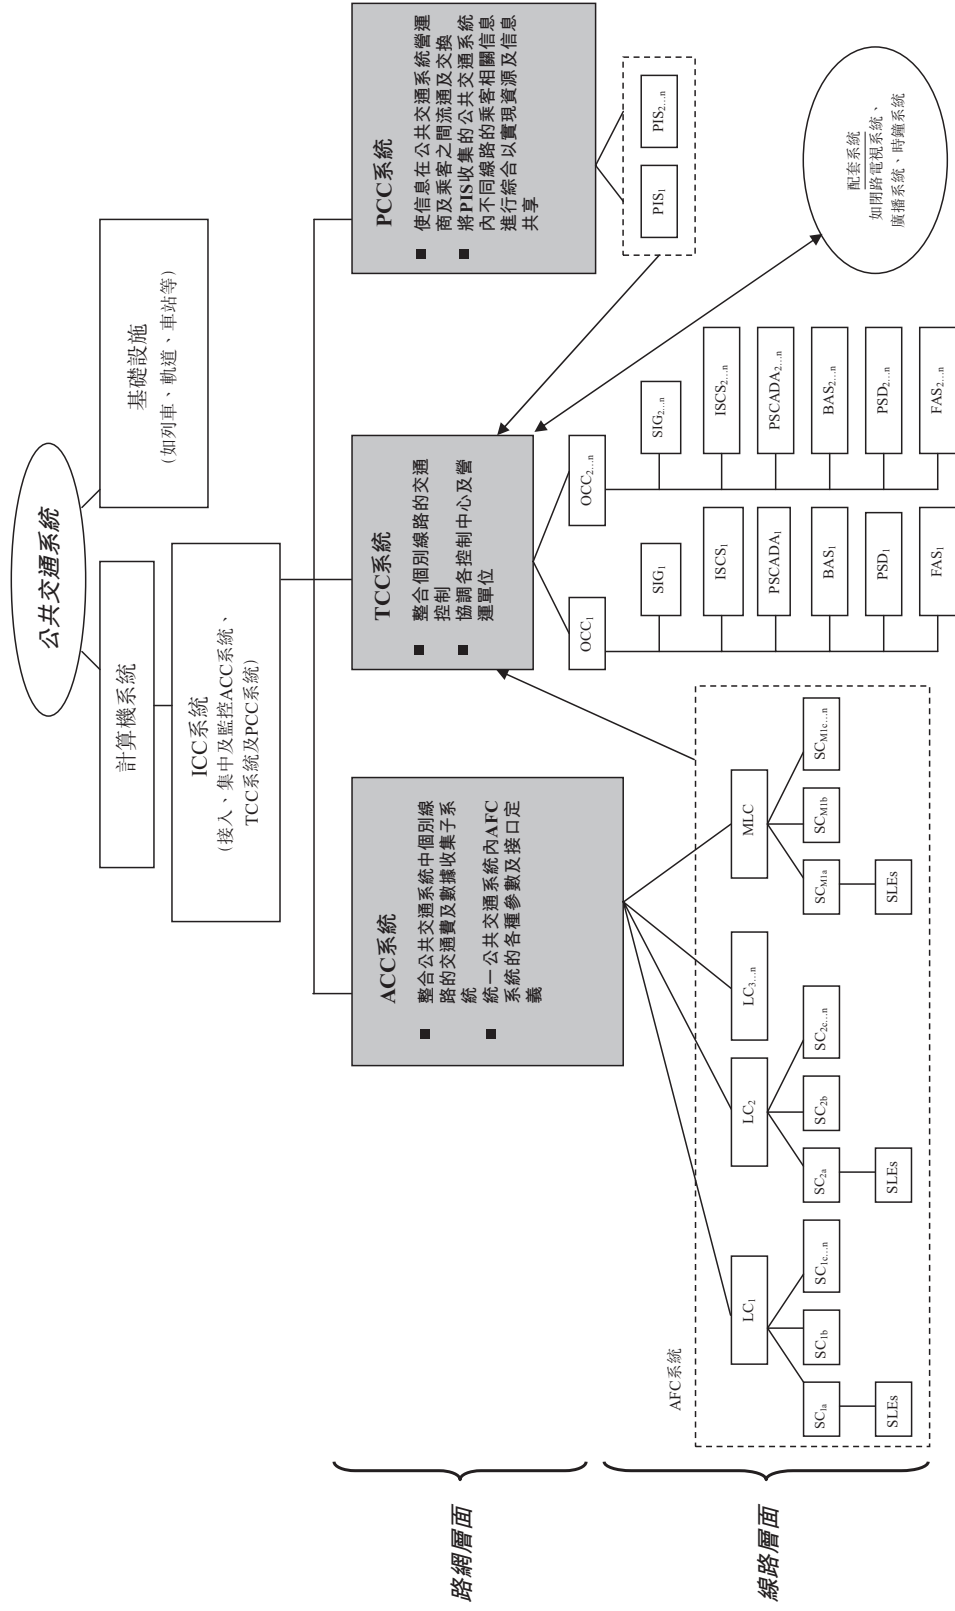 公共交通系統
計算機系統
基礎設施
(如列車、軌道、車站等)
ICC系統
(接入、集中及監控ACC系統、
TCC系統及PCC系統)
路網層面
ACC系統
■ 整合公共交通系統中個別線
路的交通費及數據收集子系
統
■ 統一公共交通系統內AFC
系統的各種參數及接口定
義
TCC系統
■ 整合個別線路的交通
控制
■ 協調各控制中心及營
運單位
PCC系統
■ 使信息在公共交通系統營運
商及乘客之間流通及交換
■ 將PIS收集的公共交通系統
內不同線路的乘客相關信息
進行綜合以實現資源及信息
共享
線路層面
AFC系統
LC1
LC2
LC3…n
MLC
SC1a
SC1b
SC1c…n
SC2a
SC2b
SC2c…n
SCM1a
SCM1b
SCM1c…n
SLEs
SLEs
SLEs
OCC1
OCC2…n
SIG1
SIG2…n
ISCS1
ISCS2…n
PSCADA1
PSCADA2…n
BAS1
BAS2…n
PSD1
PSD2…n
FAS1
FAS2…n
PIS1
PIS2…n
配套系統
如閉路電視系統、
廣播系統、時鐘系統